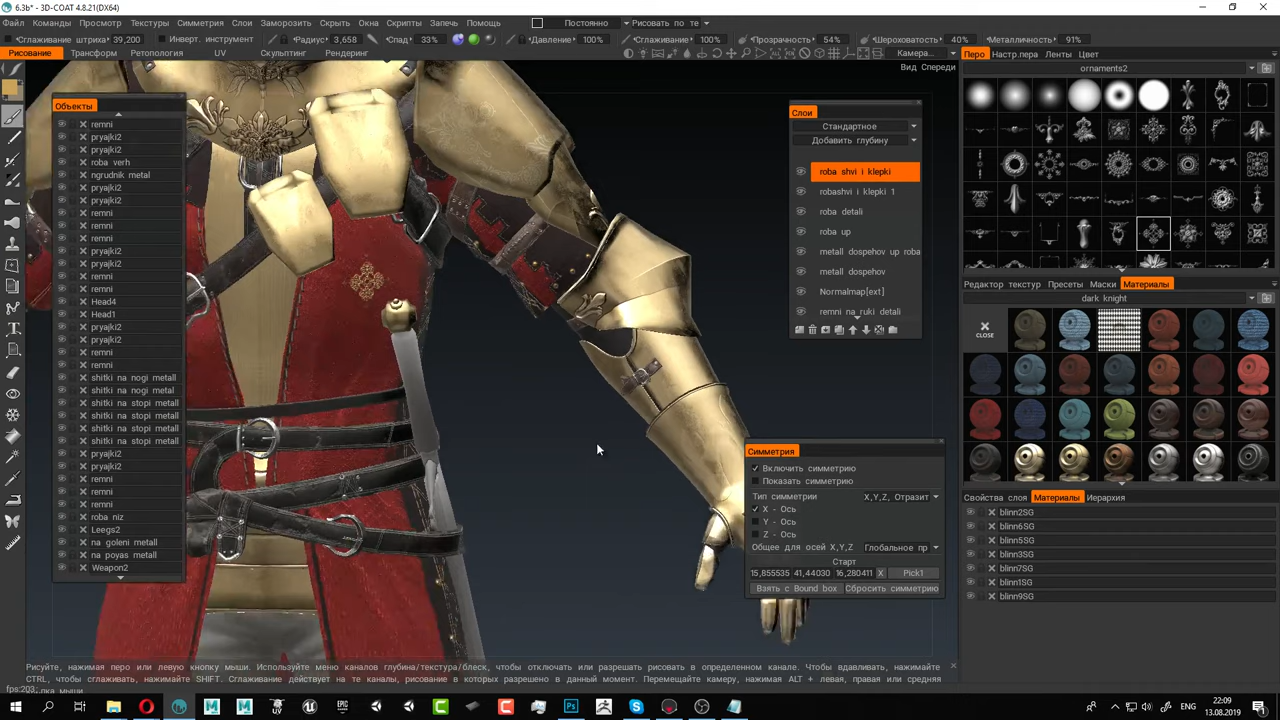 6.3b* - 3D-COAT 4.8.21(DX64)
Файл Команды Просмотр Текстуры Симметрия Слои Заморозить Скрыть Окна Скрипты Запечь Помощь Постоянно Рисовать по те
Сглаживание штриха 39,200 Инверт. инструмент Радиус 3,658 Спад 33% Давление 100% Сглаживание 100% Прозрачность 54% Шероховатость 40% Металличность 91%
Рисование Трансформ Ретопология UV Скульптинг Рендеринг Камера...
Вид Спереди
Перо Настр.пера Ленты Цвет
ornaments2
Объекты
remni
pryajki2
pryajki2
roba verh
ngrudnik metal
pryajki2
pryajki2
remni
remni
remni
pryajki2
pryajki2
remni
remni
Head4
Head1
pryajki2
pryajki2
remni
remni
shitki na nogi metall
shitki na nogi metal
shitki na stopi metall
shitki na stopi metal
shitki na stopi metall
shitki na stopi metall
pryajki2
pryajki2
remni
remni
remni
roba niz
Leegs2
na goleni metall
na poyas metall
Weapon2
Слои
Стандартное
Добавить глубину
roba shvi i klepki
robashvi i klepki 1
roba detali
roba up
metall dospehov up roba
metall dospehov
Normalmap[ext]
remni na_ruki detali
Симметрия
Включить симметрию
Показать симметрию
Тип симметрии X,Y,Z, Отразит
X - Ось
Y - Ось
Z - Ось
Общее для осей X,Y,Z Глобальное пр
Старт
15,855535 41,44030 16,280411 X Pick1
Взять с Bound box Сбросить симметрию
Редактор текстур Пресеты Маски Материалы
dark knight
CLOSE
Свойства слоя Материалы Иерархия
blinn2SG
blinn6SG
blinn5SG
blinn3SG
blinn7SG
blinn1SG
blinn9SG
Рисуйте, нажимая перо или левую кнопку мыши. Используйте меню каналов глубина/текстура/блеск, чтобы отключить или разрешить рисовать в определенном канале. Чтобы вдавливать, нажимайте
CTRL, чтобы сглаживать, нажимайте SHIFT. Сглаживание действует на те каналы, рисование в которых разрешено в данный момент. Перемещайте камеру, нажимая ALT + левая, правая или средняя
fps:203;
22:09
13.08.2019